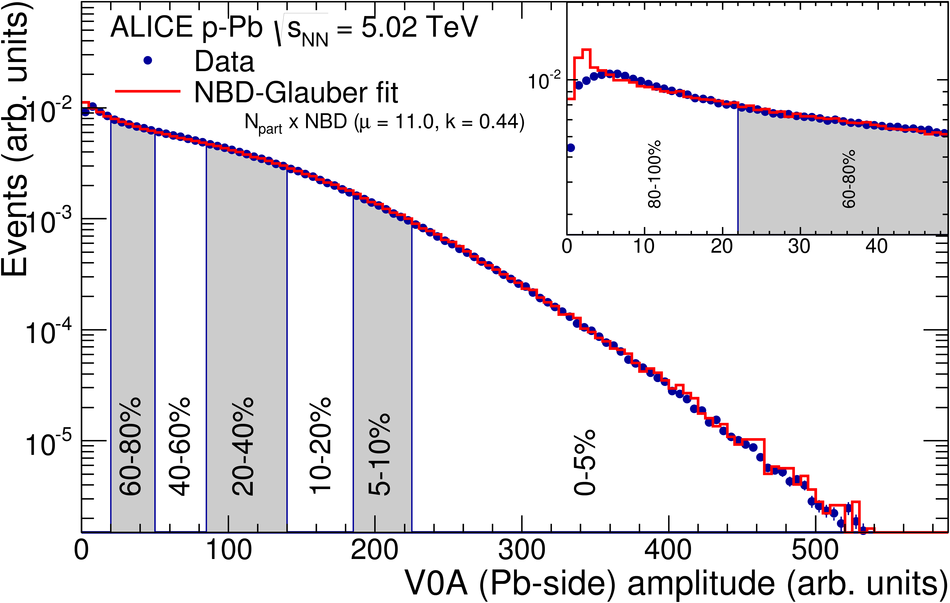 ALICE p-Pb √sNN = 5.02 TeV
Data
NBD-Glauber fit
Npart x NBD (μ = 11.0, k = 0.44)
Events (arb. units)
10-2
10-3
10-4
10-5
60-80%
40-60%
20-40%
10-20%
5-10%
0-5%
0 100 200 300 400 500
V0A (Pb-side) amplitude (arb. units)
10-2
80-100%
60-80%
0 10 20 30 40